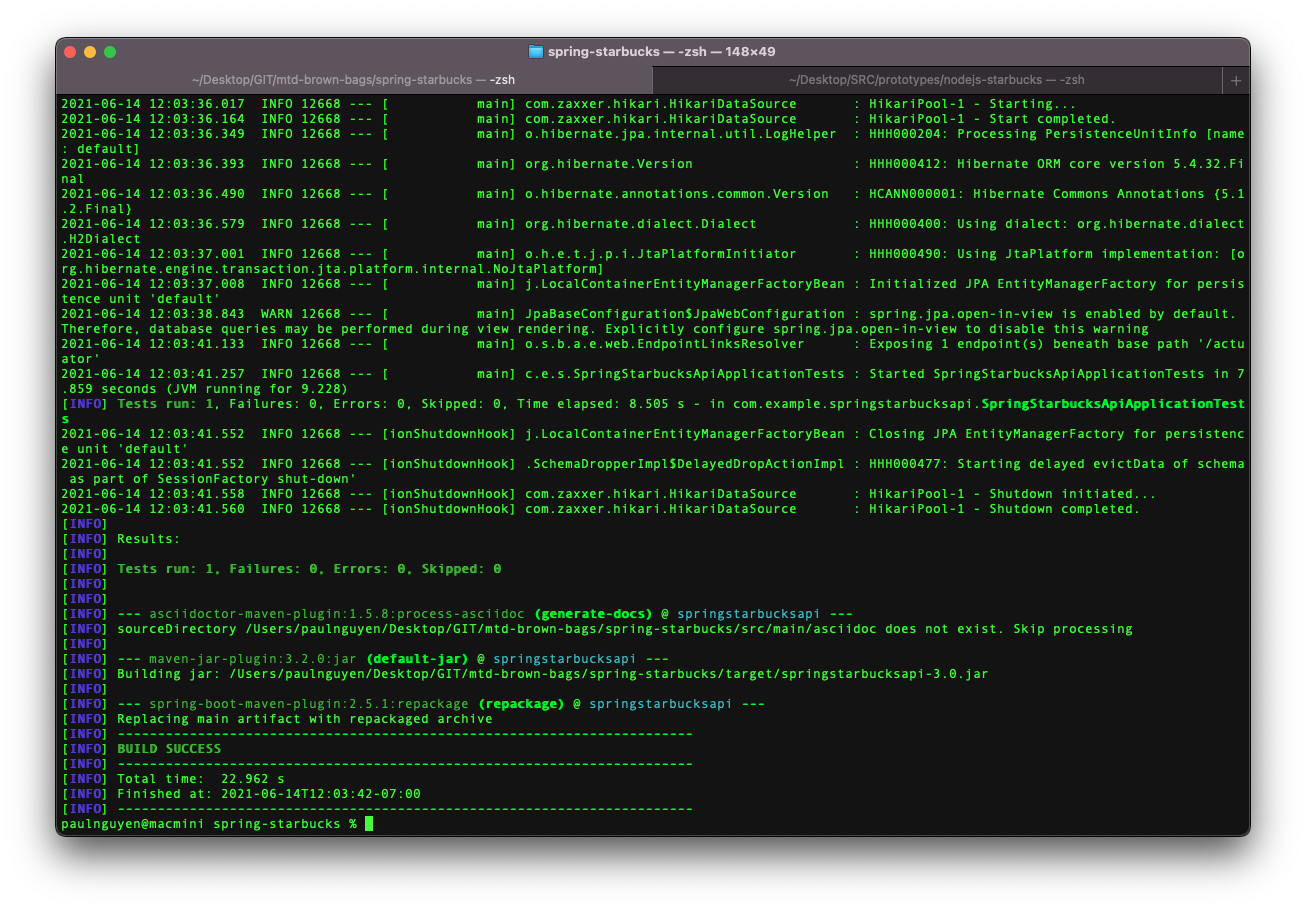 spring-starbucks — -zsh — 148×49
~/Desktop/GIT/mtd-brown-bags/spring-starbucks — -zsh
~/Desktop/SRC/prototypes/nodejs-starbucks — -zsh
+
2021-06-14 12:03:36.017  INFO 12668 --- [           main] com.zaxxer.hikari.HikariDataSource       : HikariPool-1 - Starting...
2021-06-14 12:03:36.164  INFO 12668 --- [           main] com.zaxxer.hikari.HikariDataSource       : HikariPool-1 - Start completed.
2021-06-14 12:03:36.349  INFO 12668 --- [           main] o.hibernate.jpa.internal.util.LogHelper  : HHH000204: Processing PersistenceUnitInfo [name
: default]
2021-06-14 12:03:36.393  INFO 12668 --- [           main] org.hibernate.Version                    : HHH000412: Hibernate ORM core version 5.4.32.Fi
nal
2021-06-14 12:03:36.490  INFO 12668 --- [           main] o.hibernate.annotations.common.Version   : HCANN000001: Hibernate Commons Annotations {5.1
.2.Final}
2021-06-14 12:03:36.579  INFO 12668 --- [           main] org.hibernate.dialect.Dialect            : HHH000400: Using dialect: org.hibernate.dialect
.H2Dialect
2021-06-14 12:03:37.001  INFO 12668 --- [           main] o.h.e.t.j.p.i.JtaPlatformInitiator       : HHH000490: Using JtaPlatform implementation: [o
rg.hibernate.engine.transaction.jta.platform.internal.NoJtaPlatform]
2021-06-14 12:03:37.008  INFO 12668 --- [           main] j.LocalContainerEntityManagerFactoryBean : Initialized JPA EntityManagerFactory for persis
tence unit 'default'
2021-06-14 12:03:38.843  WARN 12668 --- [           main] JpaBaseConfiguration$JpaWebConfiguration : spring.jpa.open-in-view is enabled by default.
Therefore, database queries may be performed during view rendering. Explicitly configure spring.jpa.open-in-view to disable this warning
2021-06-14 12:03:41.133  INFO 12668 --- [           main] o.s.b.a.e.web.EndpointLinksResolver      : Exposing 1 endpoint(s) beneath base path '/actu
ator'
2021-06-14 12:03:41.257  INFO 12668 --- [           main] c.e.s.SpringStarbucksApiApplicationTests : Started SpringStarbucksApiApplicationTests in 7
.859 seconds (JVM running for 9.228)
[INFO] Tests run: 1, Failures: 0, Errors: 0, Skipped: 0, Time elapsed: 8.505 s - in com.example.springstarbucksapi.SpringStarbucksApiApplicationTest
s
2021-06-14 12:03:41.552  INFO 12668 --- [ionShutdownHook] j.LocalContainerEntityManagerFactoryBean : Closing JPA EntityManagerFactory for persistenc
e unit 'default'
2021-06-14 12:03:41.552  INFO 12668 --- [ionShutdownHook] .SchemaDropperImpl$DelayedDropActionImpl : HHH000477: Starting delayed evictData of schema
 as part of SessionFactory shut-down'
2021-06-14 12:03:41.558  INFO 12668 --- [ionShutdownHook] com.zaxxer.hikari.HikariDataSource       : HikariPool-1 - Shutdown initiated...
2021-06-14 12:03:41.560  INFO 12668 --- [ionShutdownHook] com.zaxxer.hikari.HikariDataSource       : HikariPool-1 - Shutdown completed.
[INFO]
[INFO] Results:
[INFO]
[INFO] Tests run: 1, Failures: 0, Errors: 0, Skipped: 0
[INFO]
[INFO]
[INFO] --- asciidoctor-maven-plugin:1.5.8:process-asciidoc (generate-docs) @ springstarbucksapi ---
[INFO] sourceDirectory /Users/paulnguyen/Desktop/GIT/mtd-brown-bags/spring-starbucks/src/main/asciidoc does not exist. Skip processing
[INFO]
[INFO] --- maven-jar-plugin:3.2.0:jar (default-jar) @ springstarbucksapi ---
[INFO] Building jar: /Users/paulnguyen/Desktop/GIT/mtd-brown-bags/spring-starbucks/target/springstarbucksapi-3.0.jar
[INFO]
[INFO] --- spring-boot-maven-plugin:2.5.1:repackage (repackage) @ springstarbucksapi ---
[INFO] Replacing main artifact with repackaged archive
[INFO] ------------------------------------------------------------------------
[INFO] BUILD SUCCESS
[INFO] ------------------------------------------------------------------------
[INFO] Total time:  22.962 s
[INFO] Finished at: 2021-06-14T12:03:42-07:00
[INFO] ------------------------------------------------------------------------
paulnguyen@macmini spring-starbucks %